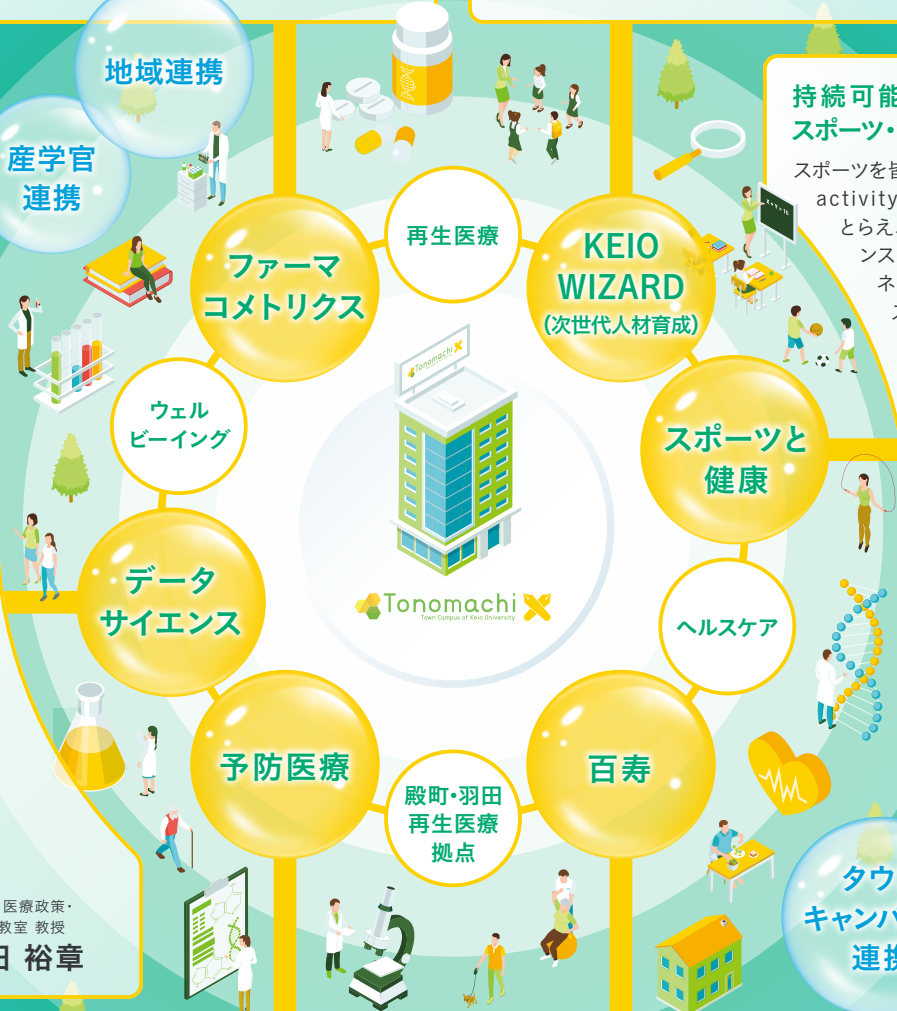 地域連携
産学官
連携
持続可能
スポーツ・
スポーツを皆
activity
とらえ、
ンス
ネ
再生医療
ファーマ
コメトリクス
KEIO
WIZARD
(次世代人材育成)
Tonomachi
ウェル
ビーイング
スポーツと
健康
データ
サイエンス
Tonomachi
Town Campus of Keio University
ヘルスケア
予防医療
百寿
殿町・羽田
再生医療
拠点
医療政策・
教室 教授
田 裕章
タウ
キャンパ
連携